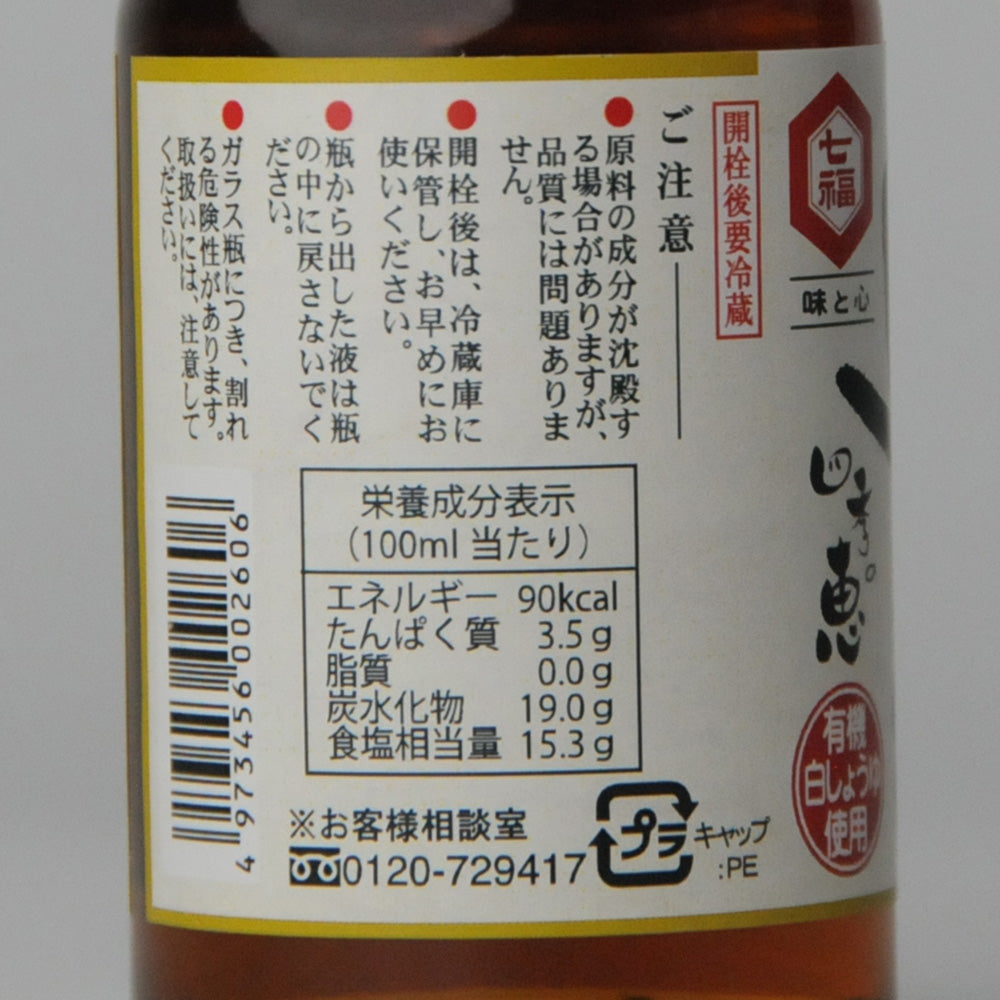 七福
味と心
四季の恵
有機
白しょうゆ
使用
開栓後要冷蔵
ご注意
●原料の成分が沈殿す
る場合がありますが、
品質には問題ありま
せん。
●開栓後は、冷蔵庫に
保管し、お早めにお
使いください。
●瓶から出した液は瓶
の中に戻さないでく
ださい。
●ガラス瓶につき、割れ
る危険性があります。
取扱いには、注意して
ください。
栄養成分表示
(100ml 当たり)
エネルギー 90kcal
たんぱく質 3.5g
脂質 0.0g
炭水化物 19.0g
食塩相当量 15.3g
※お客様相談室
0120-729417
プラ
キャップ
:PE
4973456002606